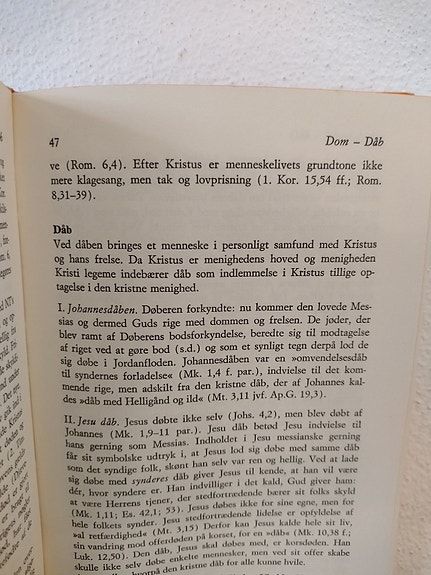 47
Dom – Dåb
ve (Rom. 6,4). Efter Kristus er menneskelivets grundtone ikke
mere klagesang, men tak og lovprisning (1. Kor. 15,54 ff.; Rom.
8,31–39).
Dåb
Ved dåben bringes et menneske i personligt samfund med Kristus
og hans frelse. Da Kristus er menighedens hoved og menigheden
Kristi legeme indebærer dåb som indlemmelse i Kristus tillige op-
tagelse i den kristne menighed.
I. Johannesdåben. Døberen forkyndte: nu kommer den lovede Mes-
sias og dermed Guds rige med dommen og frelsen. De jøder, der
blev ramt af Døberens bodsforkyndelse, beredte sig til modtagelse
af riget ved at gøre bod (s.d.) og som et synligt tegn derpå lod de
sig døbe i Jordanfloden. Johannesdåben var en »omvendelsesdåb
til syndernes forladelse« (Mk. 1,4 f. par.), indvielse til det kom-
mende rige, men adskilt fra den kristne dåb, der af Johannes kal-
des »dåb med Helligånd og ild« (Mt. 3,11 jvf. Ap.G. 19,3).
II. Jesu dåb. Jesus døbte ikke selv (Johs. 4,2), men blev døbt af
Johannes (Mk. 1,9–11 par.). Jesu dåb betød Jesu indvielse til
hans gerning som Messias. Indholdet i Jesu messianske gerning
får sit symbolske udtryk i, at Jesus lod sig døbe med samme dåb
som det syndige folk, skønt han selv var ren og hellig. Ved at lade
sig døbe med synderes dåb giver Jesus til kende, at han vil være
dér, hvor syndere er. Han indvilliger i det kald, Gud giver ham:
at være Herrens tjener, der stedfortrædende bærer sit folks skyld
(Mk. 1,11; Es. 42,1; 53). Jesus døbes ikke for sine egne, men for
hele folkets synder. Jesu stedfortrædende lidelse er opfyldelse af
»al retfærdighed« (Mt. 3,15) Derfor kan Jesus kalde hele sit liv,
sin vandring mod offerdøden på korset, for en »dåb« (Mk. 10,38 f.;
Luk. 12,50). Den dåb, Jesus skal døbes med, er korsdøden. Han
skulle ikke selv døbe enkelte mennesker, men ved sit offer skabe
hvorpå den kristne dåb for alle kunne hvile.